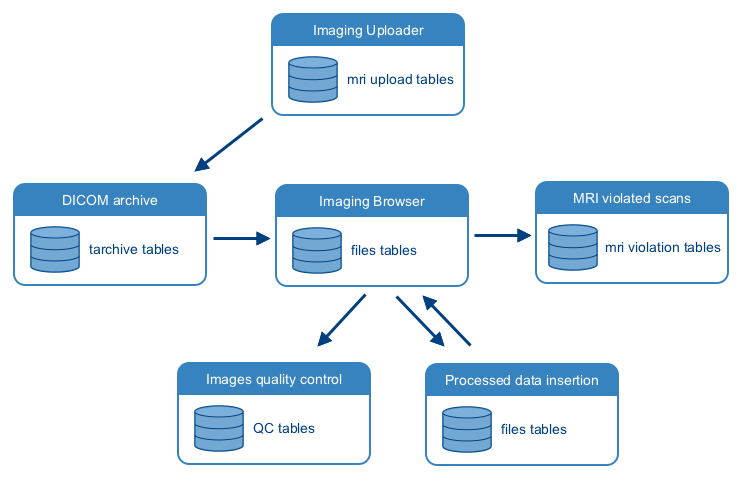 Imaging Uploader
mri upload tables
DICOM archive
tarchive tables
Imaging Browser
files tables
MRI violated scans
mri violation tables
Images quality control
QC tables
Processed data insertion
files tables